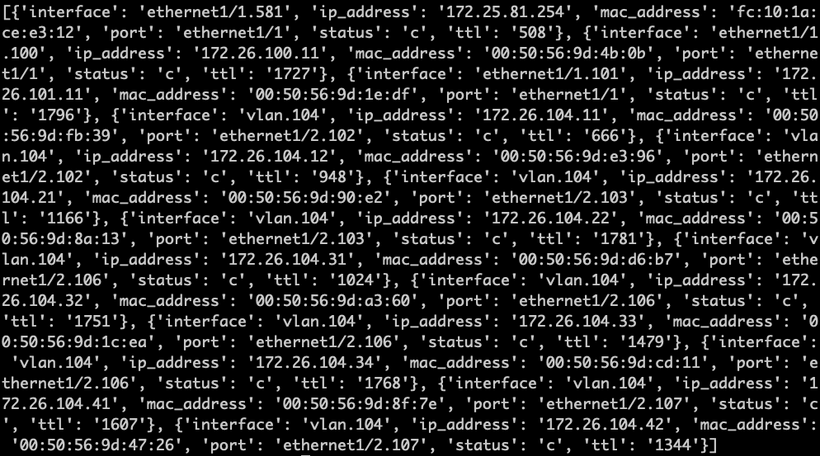 [{'interface': 'ethernet1/1.581', 'ip_address': '172.25.81.254', 'mac_address': 'fc:10:1a:
ce:e3:12', 'port': 'ethernet1/1', 'status': 'c', 'ttl': '508'}, {'interface': 'ethernet1/1
.100', 'ip_address': '172.26.100.11', 'mac_address': '00:50:56:9d:4b:0b', 'port': 'etherne
t1/1', 'status': 'c', 'ttl': '1727'}, {'interface': 'ethernet1/1.101', 'ip_address': '172.
26.101.11', 'mac_address': '00:50:56:9d:1e:df', 'port': 'ethernet1/1', 'status': 'c', 'ttl
': '1796'}, {'interface': 'vlan.104', 'ip_address': '172.26.104.11', 'mac_address': '00:50
:56:9d:fb:39', 'port': 'ethernet1/2.102', 'status': 'c', 'ttl': '666'}, {'interface': 'vla
n.104', 'ip_address': '172.26.104.12', 'mac_address': '00:50:56:9d:e3:96', 'port': 'ethern
et1/2.102', 'status': 'c', 'ttl': '948'}, {'interface': 'vlan.104', 'ip_address': '172.26.
104.21', 'mac_address': '00:50:56:9d:90:e2', 'port': 'ethernet1/2.103', 'status': 'c', 'tt
l': '1166'}, {'interface': 'vlan.104', 'ip_address': '172.26.104.22', 'mac_address': '00:5
0:56:9d:8a:13', 'port': 'ethernet1/2.103', 'status': 'c', 'ttl': '1781'}, {'interface': 'v
lan.104', 'ip_address': '172.26.104.31', 'mac_address': '00:50:56:9d:d6:b7', 'port': 'ethe
rnet1/2.106', 'status': 'c', 'ttl': '1024'}, {'interface': 'vlan.104', 'ip_address': '172.
26.104.32', 'mac_address': '00:50:56:9d:a3:60', 'port': 'ethernet1/2.106', 'status': 'c',
'ttl': '1751'}, {'interface': 'vlan.104', 'ip_address': '172.26.104.33', 'mac_address': '0
0:50:56:9d:1c:ea', 'port': 'ethernet1/2.106', 'status': 'c', 'ttl': '1479'}, {'interface':
'vlan.104', 'ip_address': '172.26.104.34', 'mac_address': '00:50:56:9d:cd:11', 'port': 'e
thernet1/2.106', 'status': 'c', 'ttl': '1768'}, {'interface': 'vlan.104', 'ip_address': '1
72.26.104.41', 'mac_address': '00:50:56:9d:8f:7e', 'port': 'ethernet1/2.107', 'status': 'c
', 'ttl': '1607'}, {'interface': 'vlan.104', 'ip_address': '172.26.104.42', 'mac_address':
'00:50:56:9d:47:26', 'port': 'ethernet1/2.107', 'status': 'c', 'ttl': '1344'}]